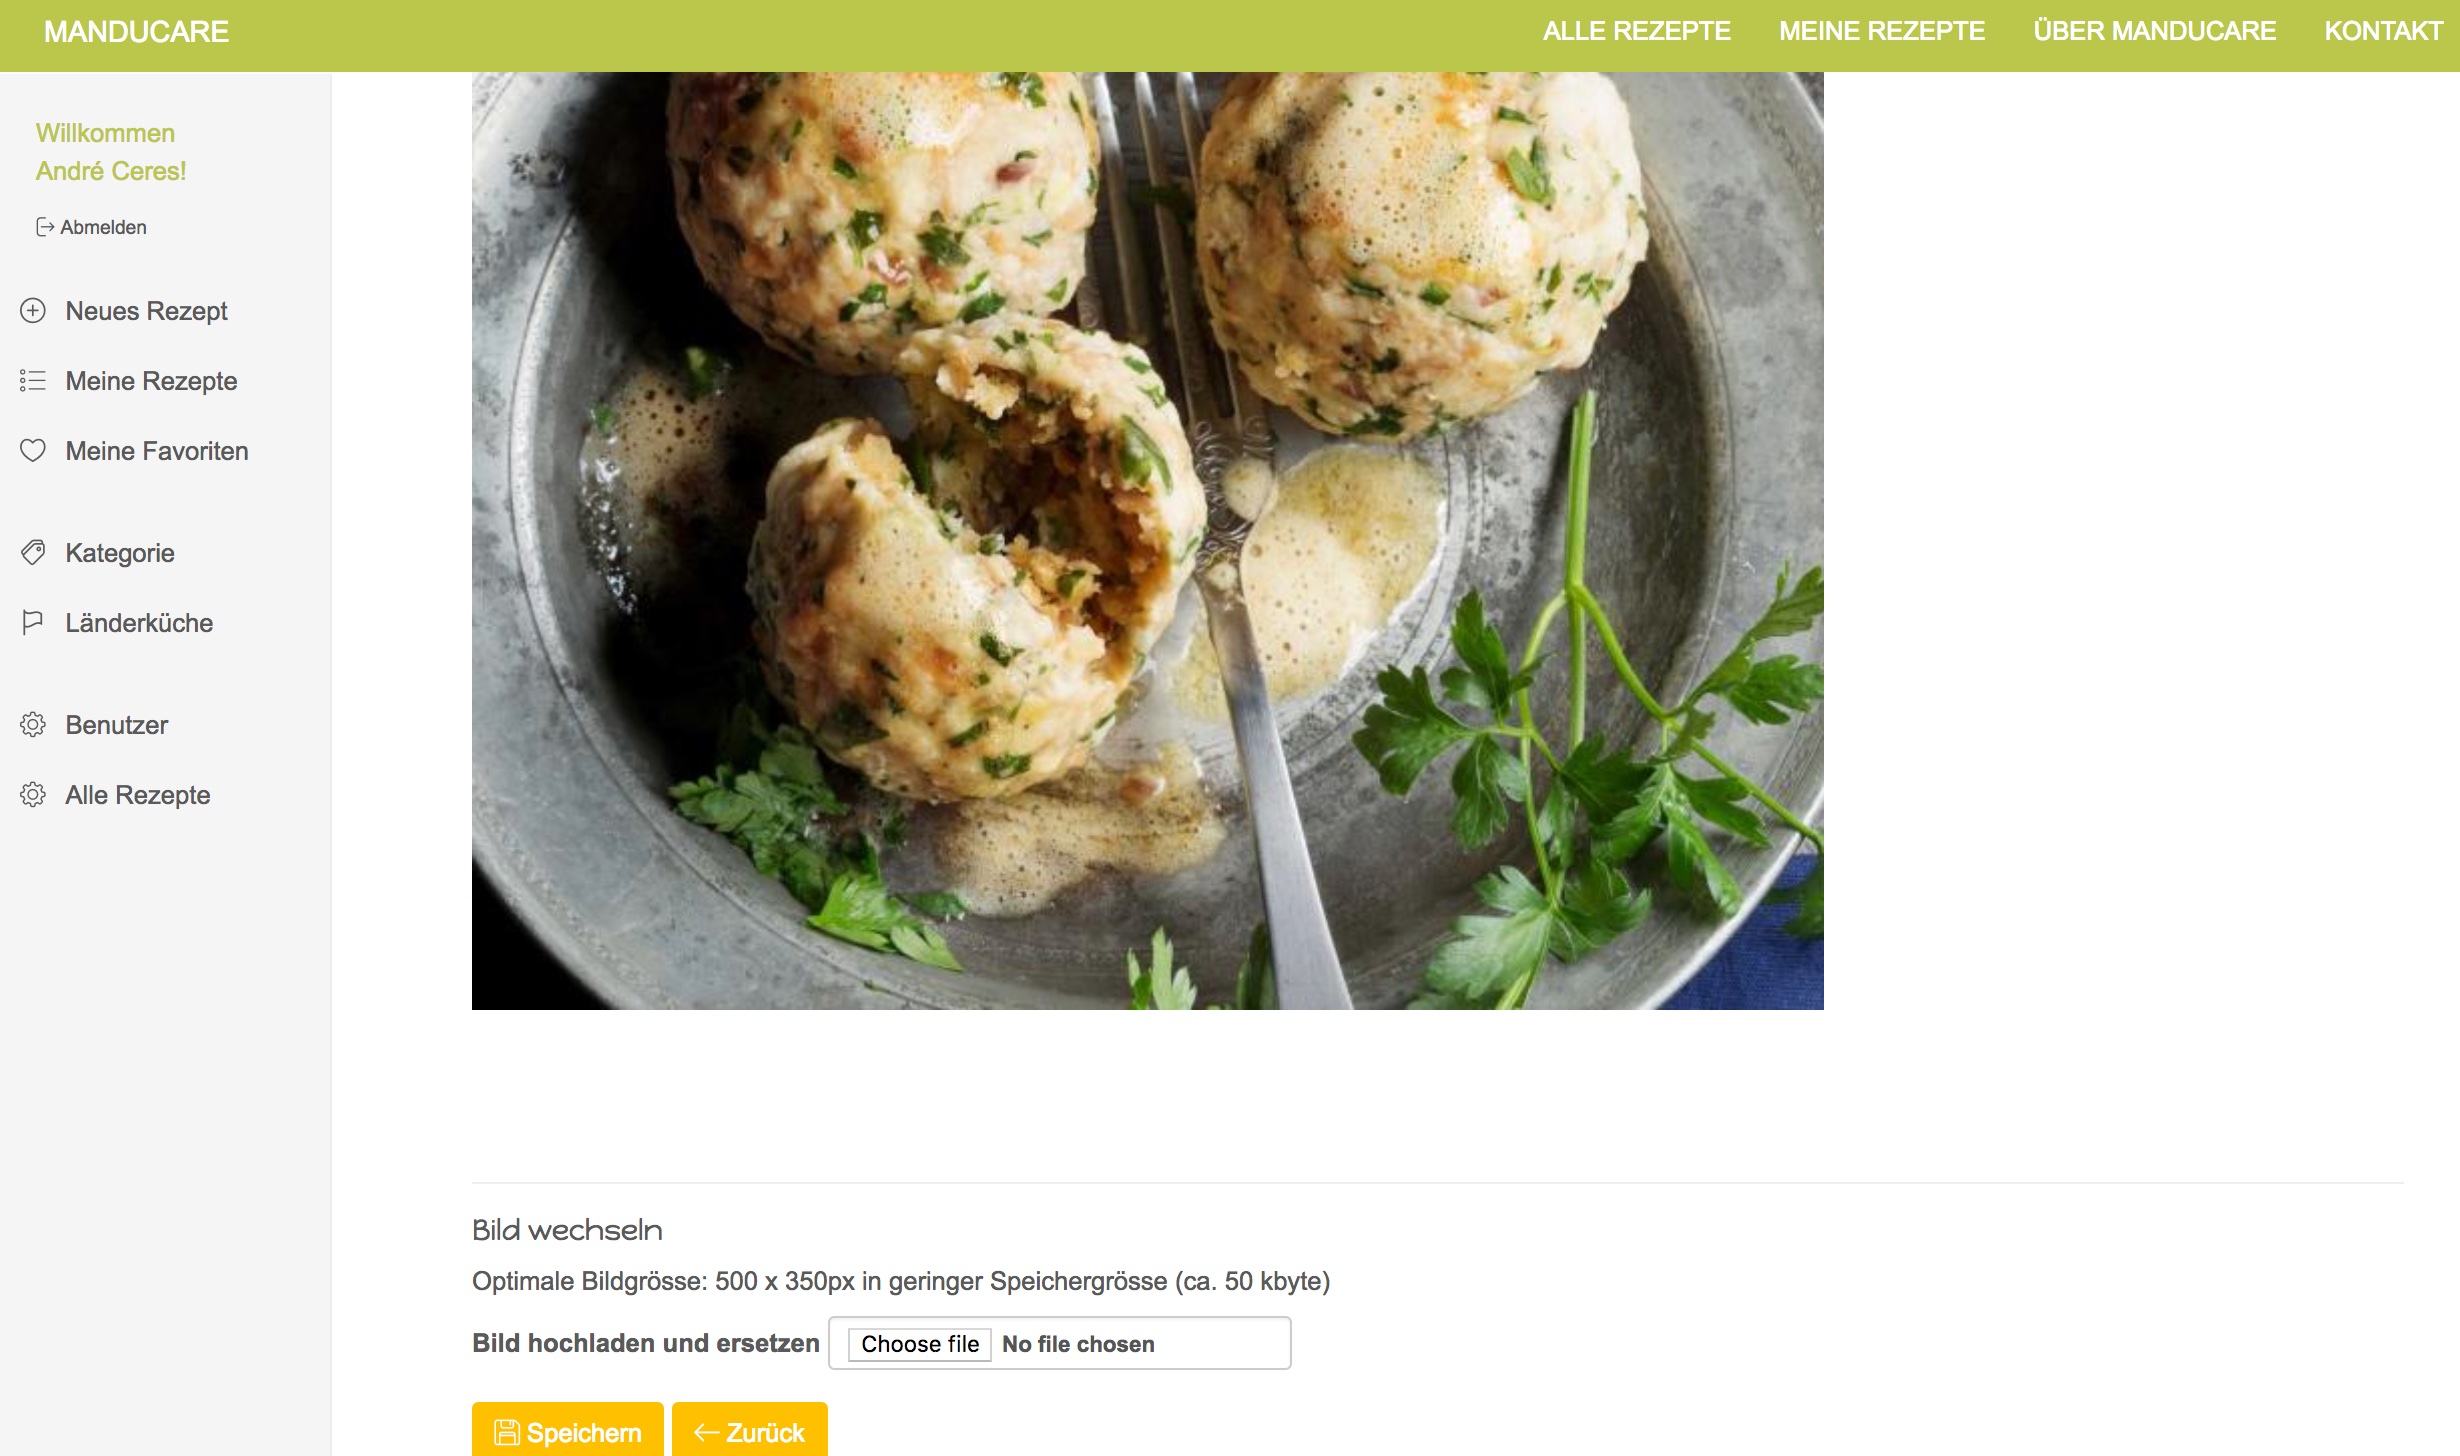 MANDUCARE
ALLE REZEPTE
MEINE REZEPTE
ÜBER MANDUCARE
KONTAKT
Willkommen
André Ceres!
Abmelden
Neues Rezept
Meine Rezepte
Meine Favoriten
Kategorie
Länderküche
Benutzer
Alle Rezepte
Bild wechseln
Optimale Bildgrösse: 500 x 350px in geringer Speichergrösse (ca. 50 kbyte)
Bild hochladen und ersetzen Choose file No file chosen
Speichern
Zurück